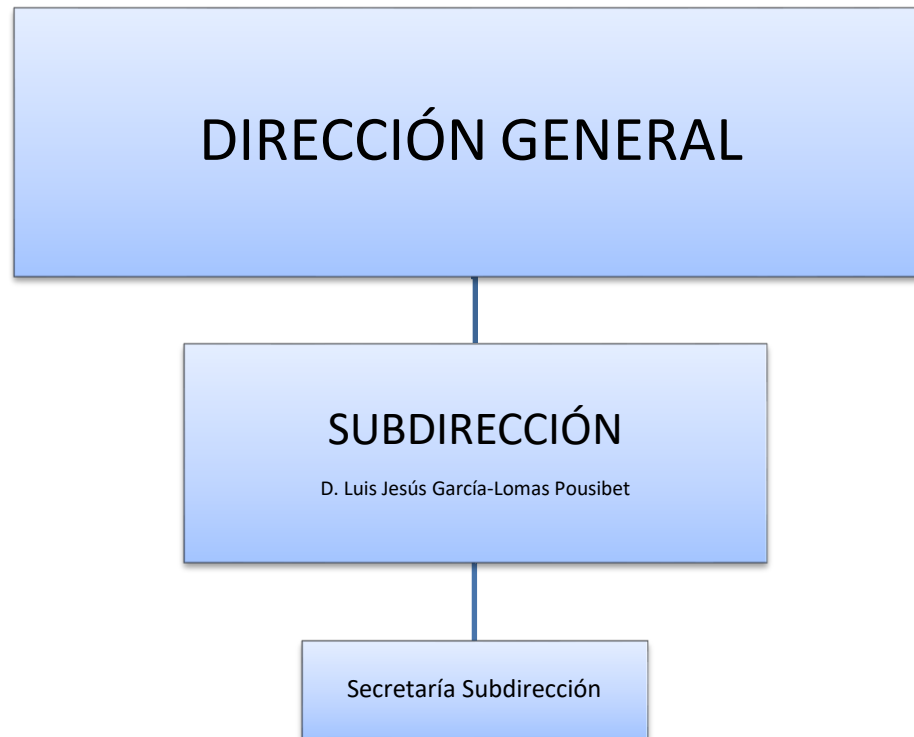 DIRECCIÓN GENERAL
SUBDIRECCIÓN
D. Luis Jesús García-Lomas Pousibet
Secretaría Subdirección